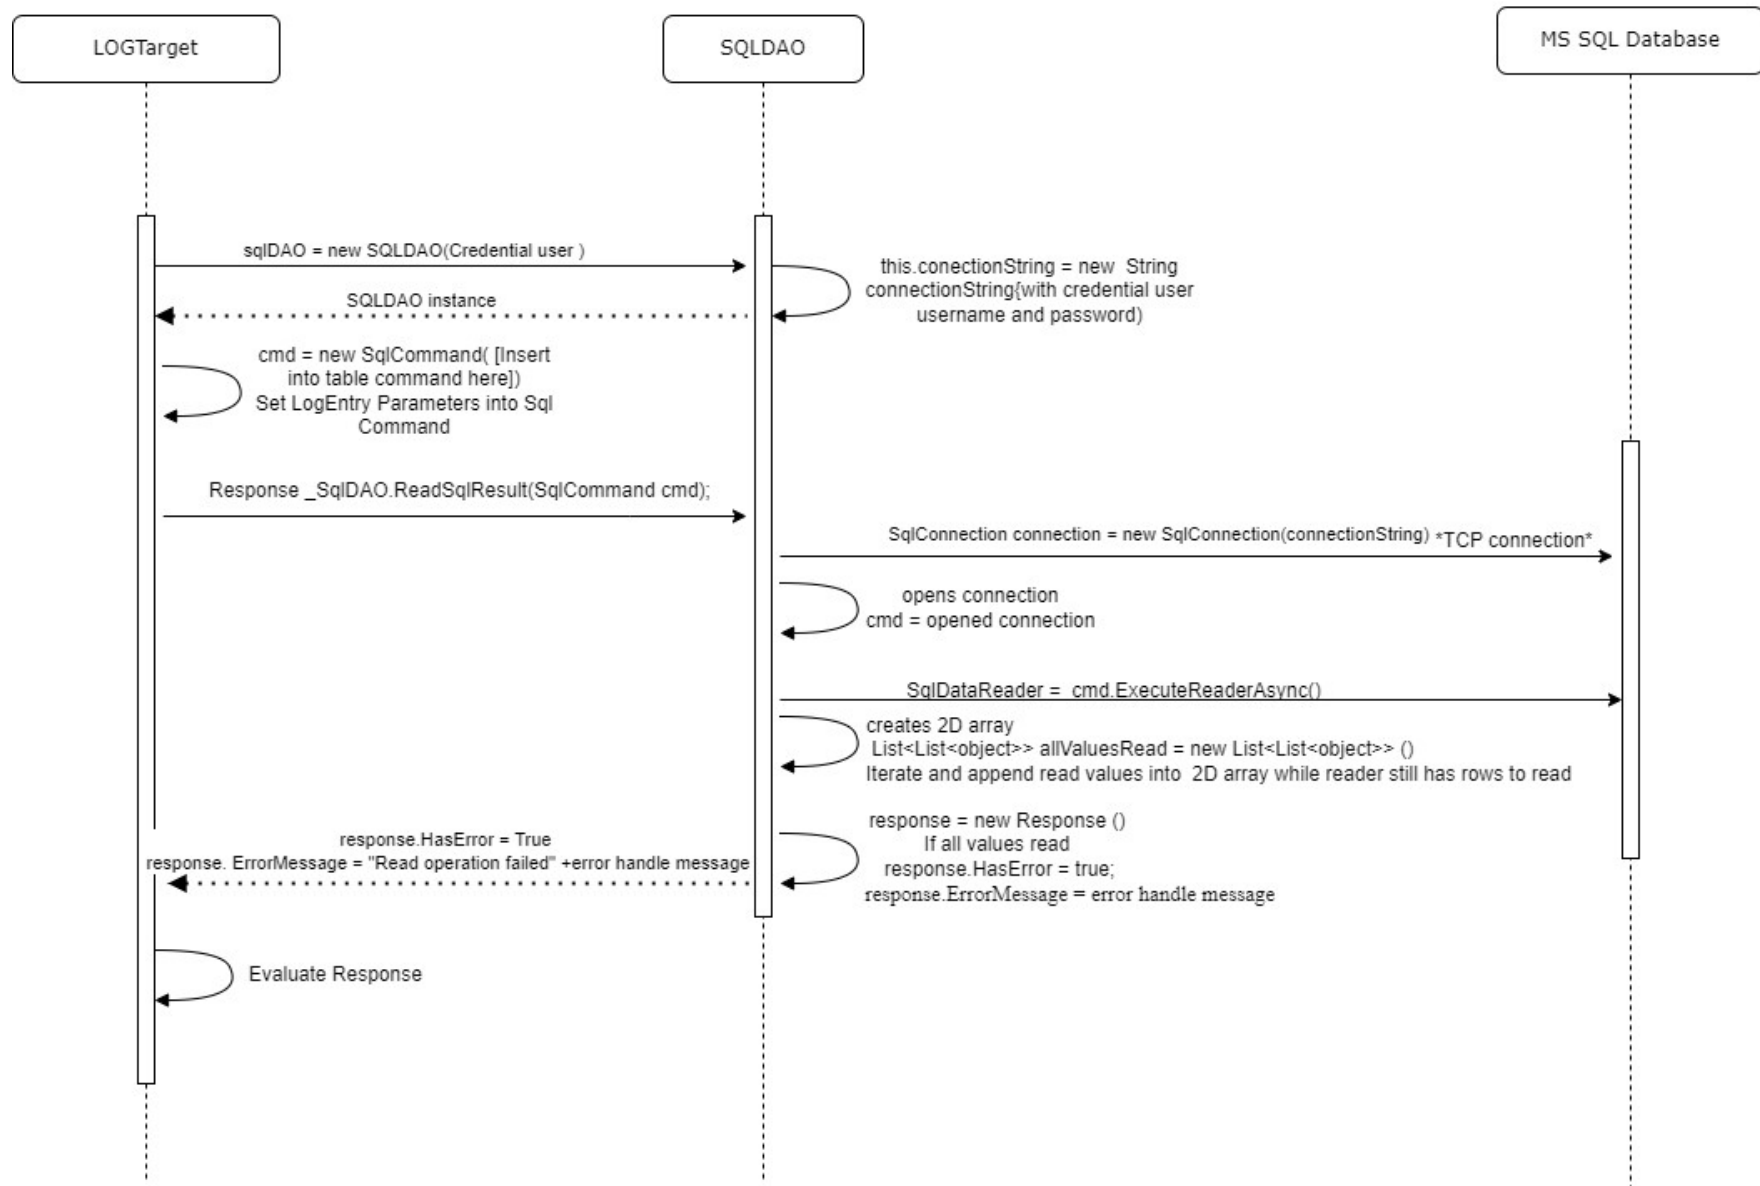 LOGTarget
SQLDAO
MS SQL Database
sqlDAO = new SQLDAO(Credential user )
this.conectionString = new  String
connectionString{with credential user
username and password)
SQLDAO instance
cmd = new SqlCommand( [Insert
into table command here])
Set LogEntry Parameters into Sql
Command
Response _SqlDAO.ReadSqlResult(SqlCommand cmd);
SqlConnection connection = new SqlConnection(connectionString) *TCP connection*
opens connection
cmd = opened connection
SqlDataReader =  cmd.ExecuteReaderAsync()
creates 2D array
List<List<object>> allValuesRead = new List<List<object>> ()
Iterate and append read values into  2D array while reader still has rows to read
response = new Response ()
If all values read
response.HasError = true;
response.ErrorMessage = error handle message
response.HasError = True
response. ErrorMessage = "Read operation failed" +error handle message
Evaluate Response